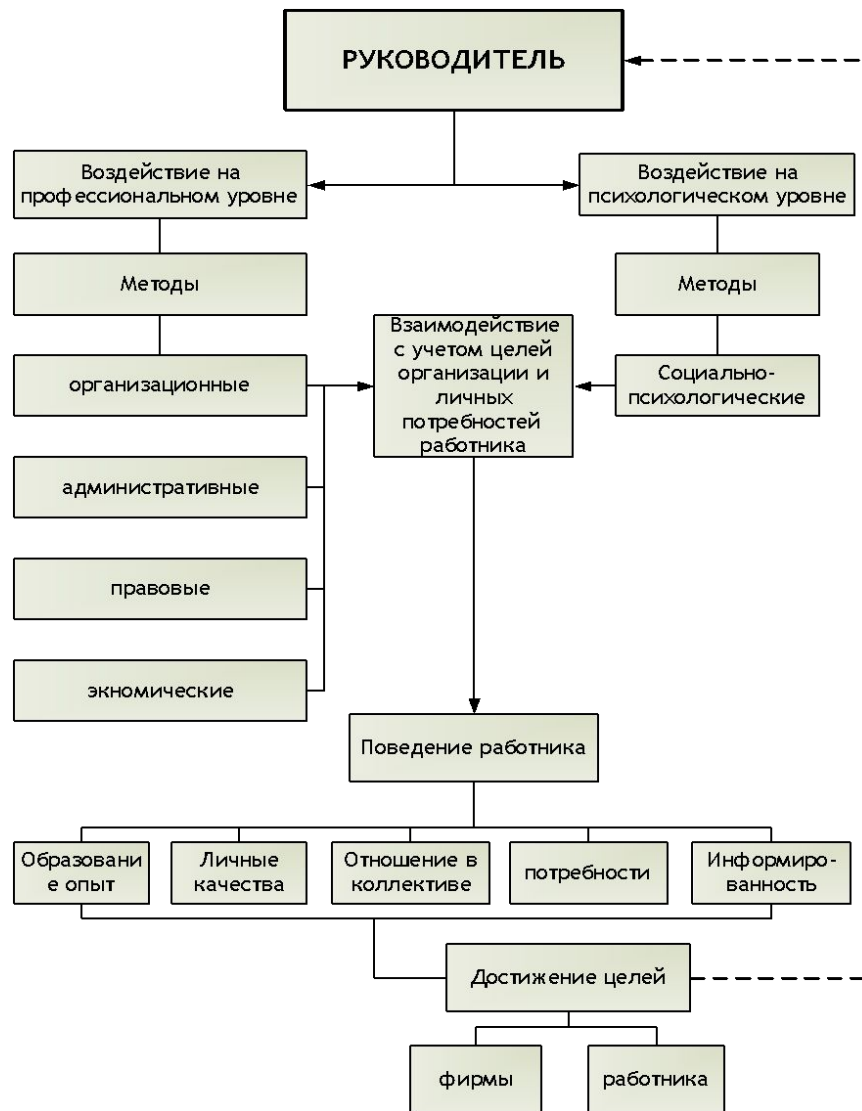 РУКОВОДИТЕЛЬ
Воздействие на
профессиональном уровне
Воздействие на
психологическом уровне
Методы
Методы
Взаимодействие
с учетом целей
организации и
личных
потребностей
работника
организационные
Социально-
психологические
административные
правовые
экномические
Поведение работника
Образовани
е опыт
Личные
качества
Отношение в
коллективе
потребности
Информиро-
ванность
Достижение целей
фирмы
работника